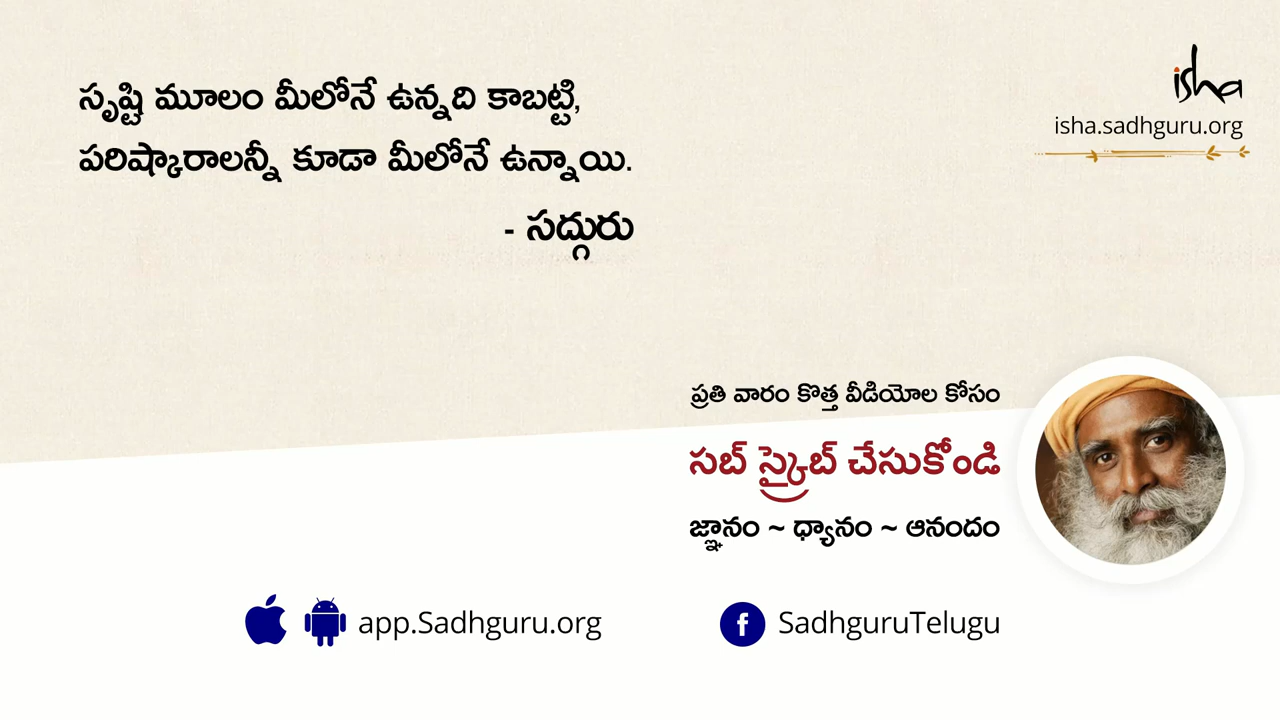 సృష్టి మూలం మీలోనే ఉన్నది కాబట్టి,
పరిష్కారాలన్నీ కూడా మీలోనే ఉన్నాయి.
- సద్గురు
isha
isha.sadhguru.org
ప్రతి వారం కొత్త వీడియోల కోసం
సబ్ స్క్రైబ్ చేసుకోండి
జ్ఞానం ~ ధ్యానం ~ ఆనందం
app.Sadhguru.org
SadhguruTelugu